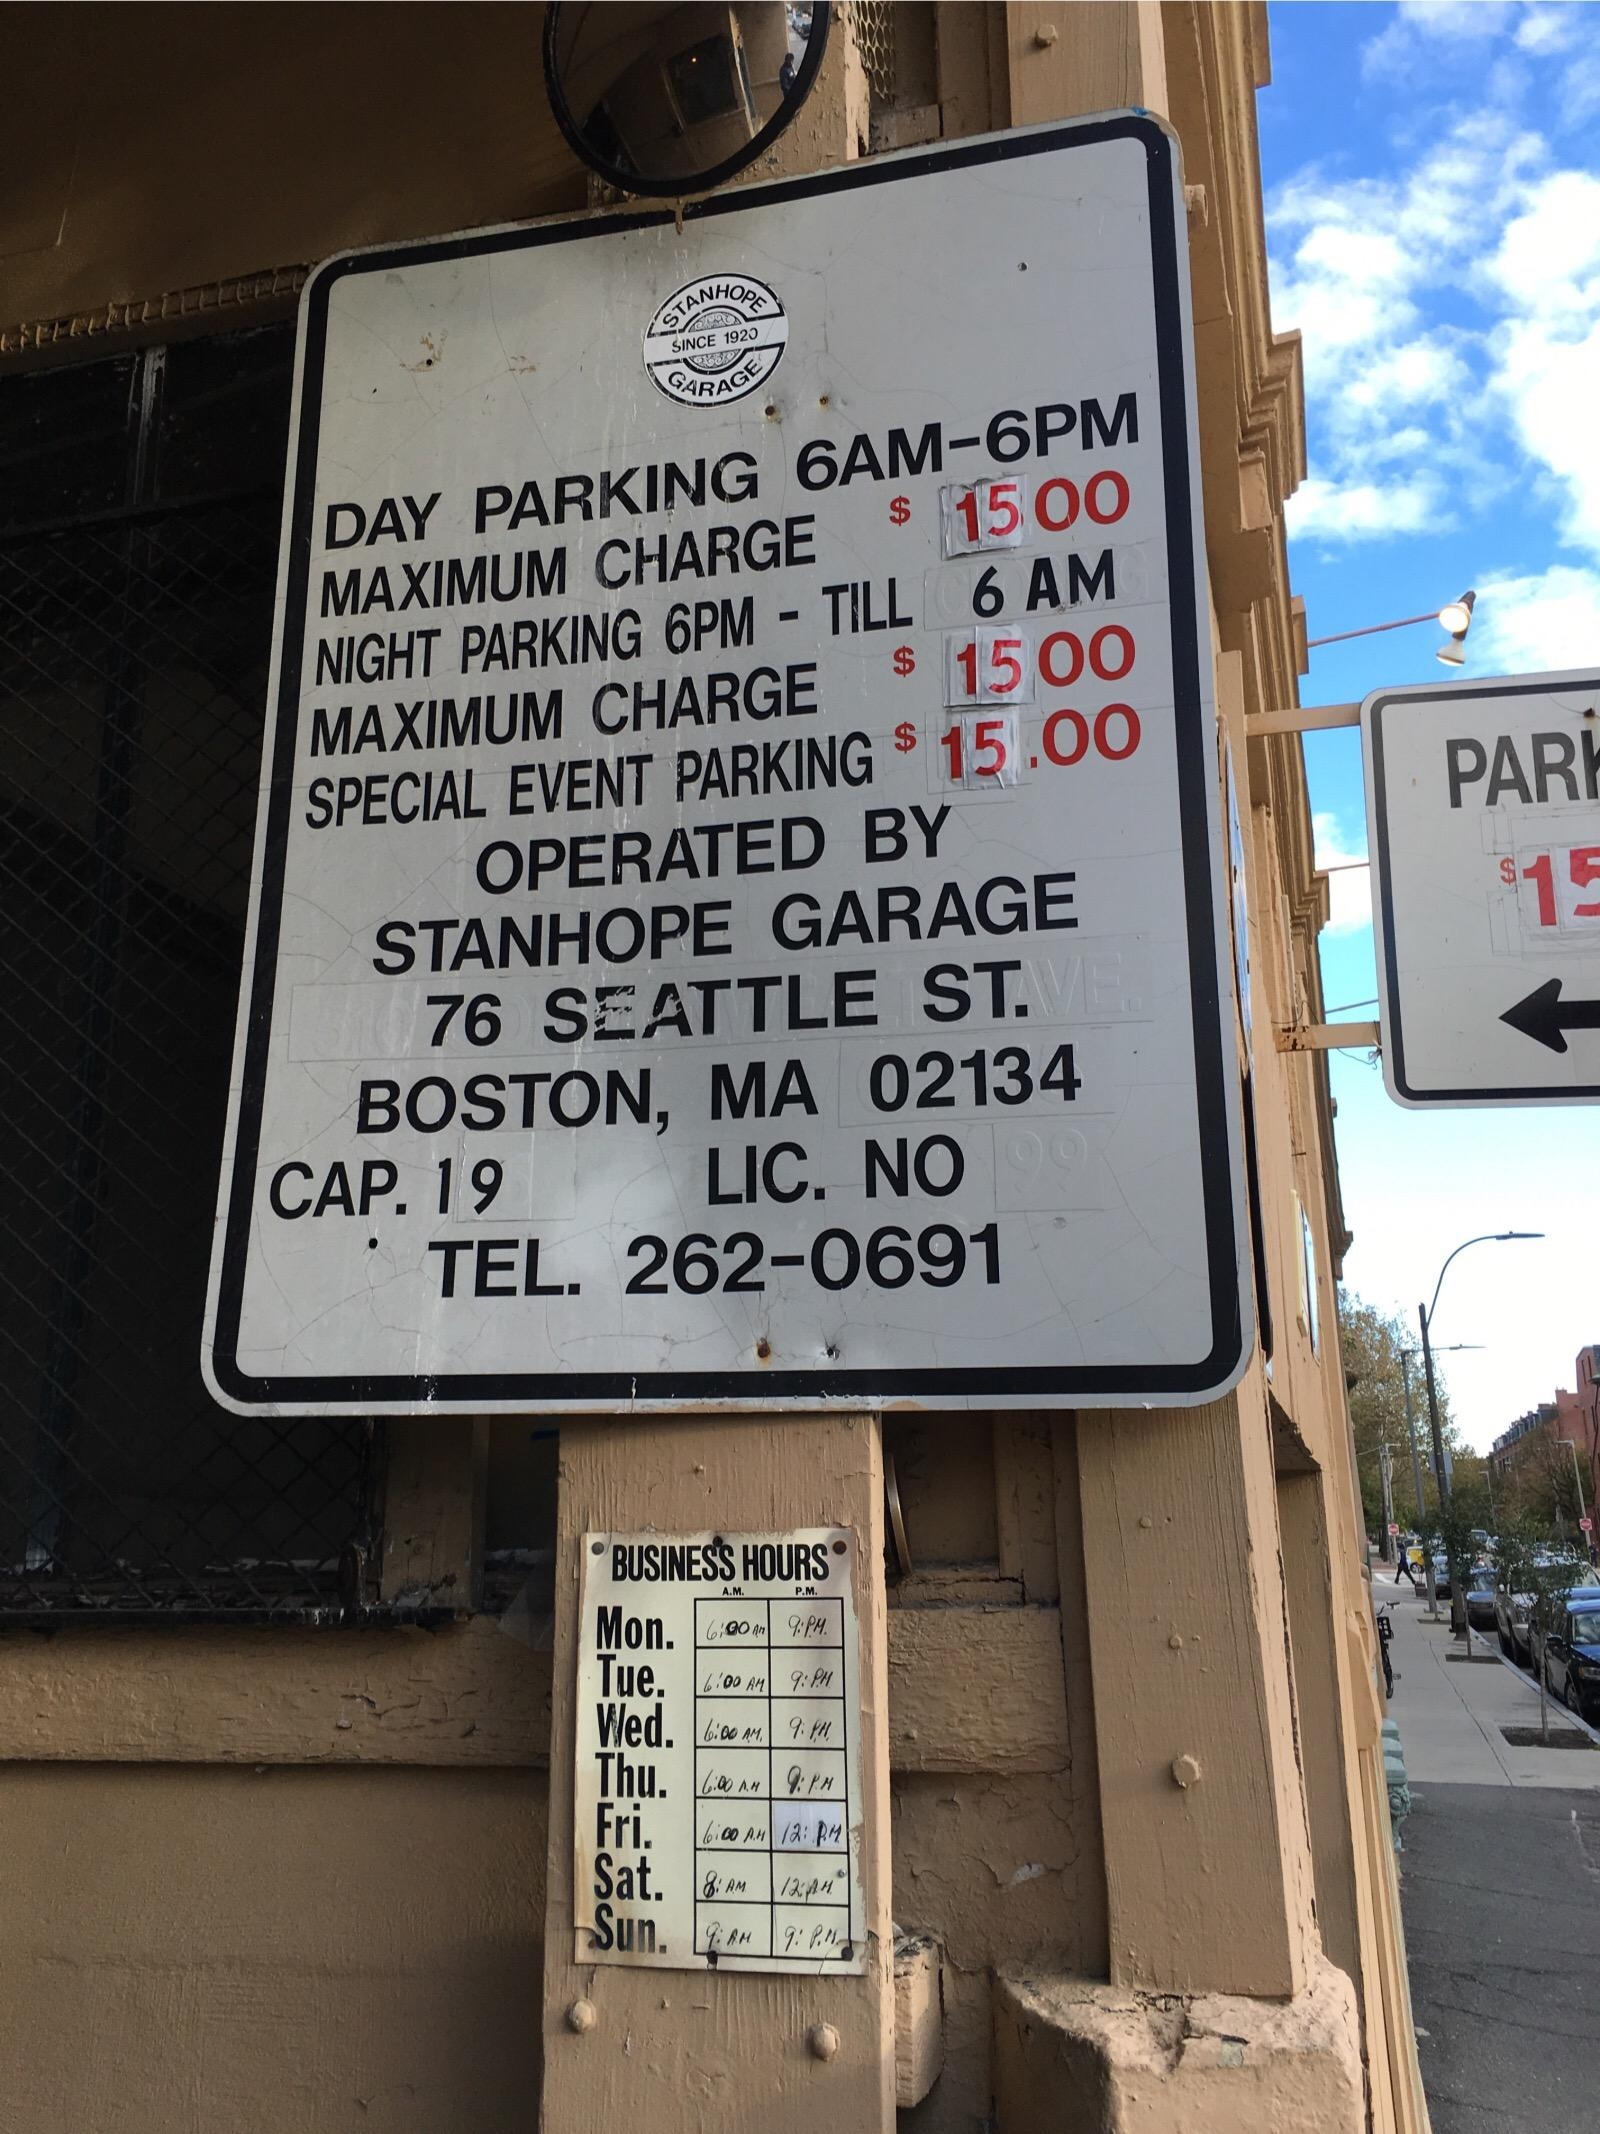 STANHOPE
SINCE 1920
GARAGE
DAY PARKING 6AM-6PM
MAXIMUM CHARGE $ 15 00
NIGHT PARKING 6PM - TILL 6 AM
MAXIMUM CHARGE $ 15 00
SPECIAL EVENT PARKING $ 15.00
OPERATED BY
STANHOPE GARAGE
76 SEATTLE ST.
BOSTON, MA 02134
CAP. 19 LIC. NO
TEL. 262-0691
BUSINESS HOURS
A.M. P.M.
Mon. 6:00 AM 9: P.M.
Tue. 6:00 AM 9: P.M
Wed. 6:00 AM. 9: P.M.
Thu. 6:00 A.M 9: P.M
Fri. 6:00 A.M 12: P.M
Sat. 8: AM 12: A.M.
Sun. 9: AM 9: P.M.
$15